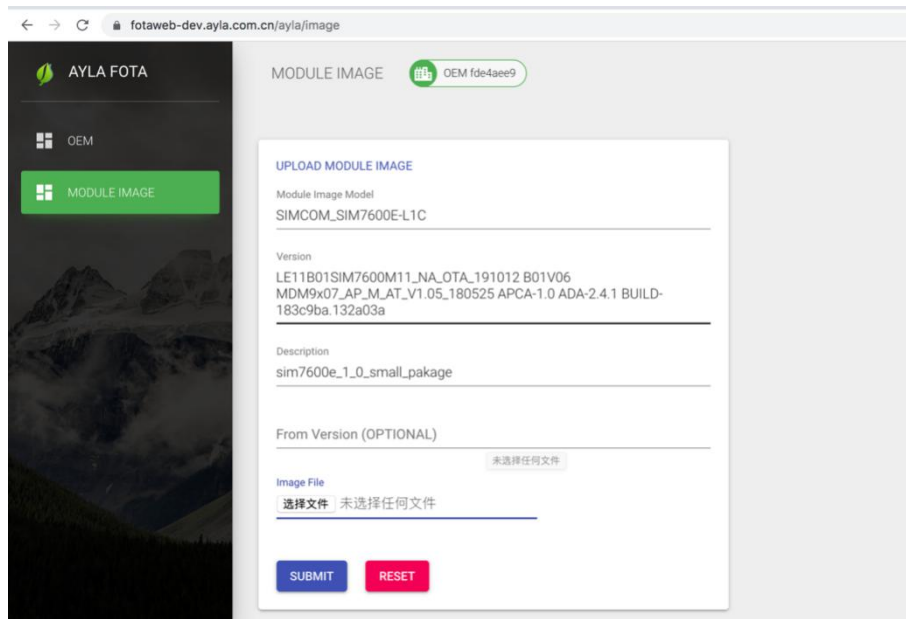 fotaweb-dev.ayla.com.cn/ayla/image
AYLA FOTA
OEM
MODULE IMAGE
MODULE IMAGE
OEM fde4aee9
UPLOAD MODULE IMAGE
Module Image Model
SIMCOM_SIM7600E-L1C
Version
LE11B01SIM7600M11_NA_OTA_191012 B01V06
MDM9x07_AP_M_AT_V1.05_180525 APCA-1.0 ADA-2.4.1 BUILD-
183c9ba.132a03a
Description
sim7600e_1_0_small_pakage
From Version (OPTIONAL)
未选择任何文件
Image File
选择文件 未选择任何文件
SUBMIT RESET